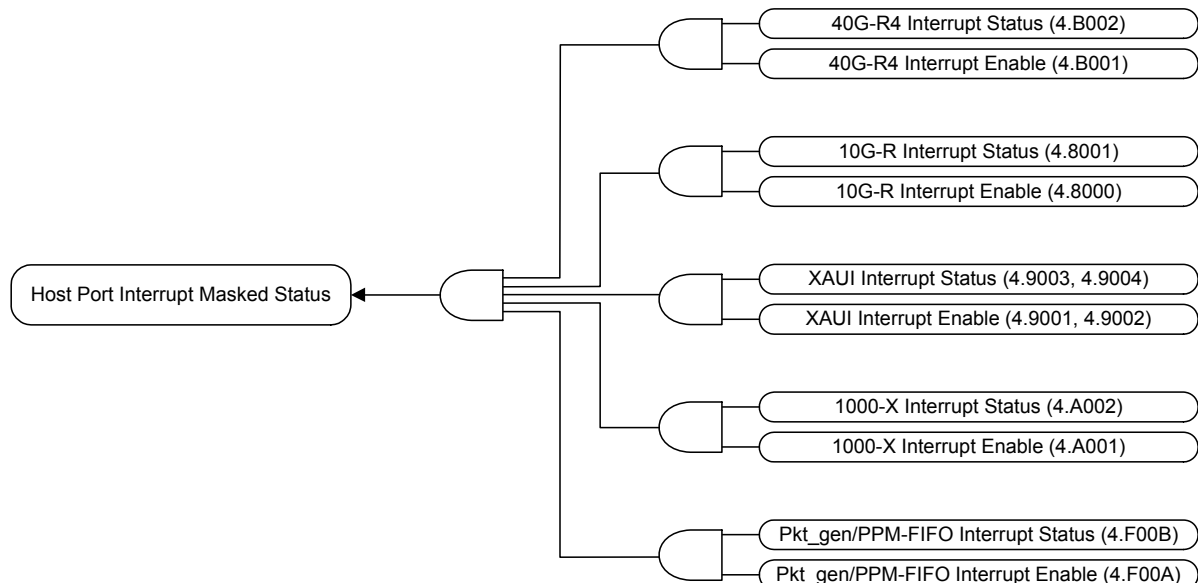 40G-R4 Interrupt Status (4.B002)
40G-R4 Interrupt Enable (4.B001)
10G-R Interrupt Status (4.8001)
10G-R Interrupt Enable (4.8000)
Host Port Interrupt Masked Status
XAUI Interrupt Status (4.9003, 4.9004)
XAUI Interrupt Enable (4.9001, 4.9002)
1000-X Interrupt Status (4.A002)
1000-X Interrupt Enable (4.A001)
Pkt_gen/PPM-FIFO Interrupt Status (4.F00B)
Pkt_gen/PPM-FIFO Interrupt Enable (4.F00A)